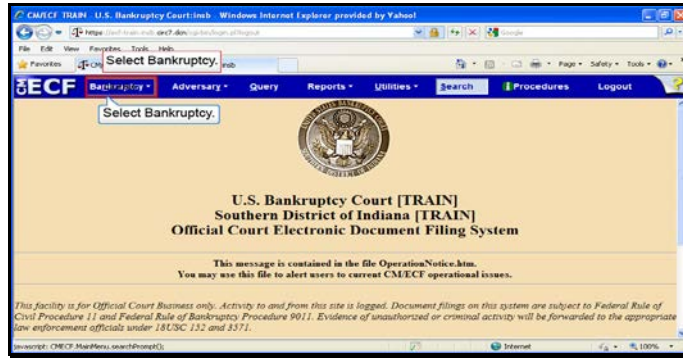 CM/ECF TRAIN - U.S. Bankruptcy Court:insb - Windows Internet Explorer provided by Yahoo!
Google
File Edit View Favorites Tools Help
Favorites
Page Safety Tools
Select Bankruptcy.
ECF Bankruptcy Adversary Query Reports Utilities Search Procedures Logout
Select Bankruptcy.
U.S. Bankruptcy Court [TRAIN]
Southern District of Indiana [TRAIN]
Official Court Electronic Document Filing System
This message is contained in the file OperationNotice.htm.
You may use this file to alert users to current CM/ECF operational issues.
This facility is for Official Court Business only. Activity to and from this site is logged. Document filings on this system are subject to Federal Rule of
Civil Procedure 11 and Federal Rule of Bankruptcy Procedure 9011. Evidence of unauthorized or criminal activity will be forwarded to the appropriate
law enforcement officials under 18USC 152 and 3571.
javascript: CMECF.MainMenu.searchPrompt();
Internet
100%